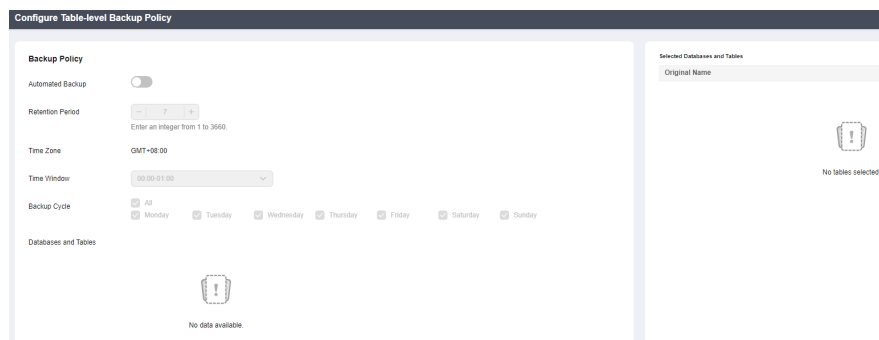 Configure Table-level Backup Policy
Backup Policy
Automated Backup
Retention Period
7
Enter an integer from 1 to 3660.
Time Zone
GMT+08:00
Time Window
00:00-01:00
Backup Cycle
All
Monday Tuesday Wednesday Thursday Friday Saturday Sunday
Databases and Tables
No data available.
Selected Databases and Tables
Original Name
No tables selected